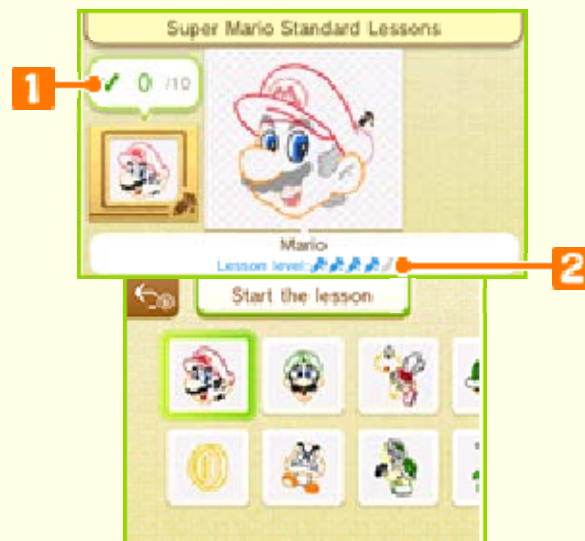 Super Mario Standard Lessons
1
0 /10
Mario
Lesson level:
2
Start the lesson